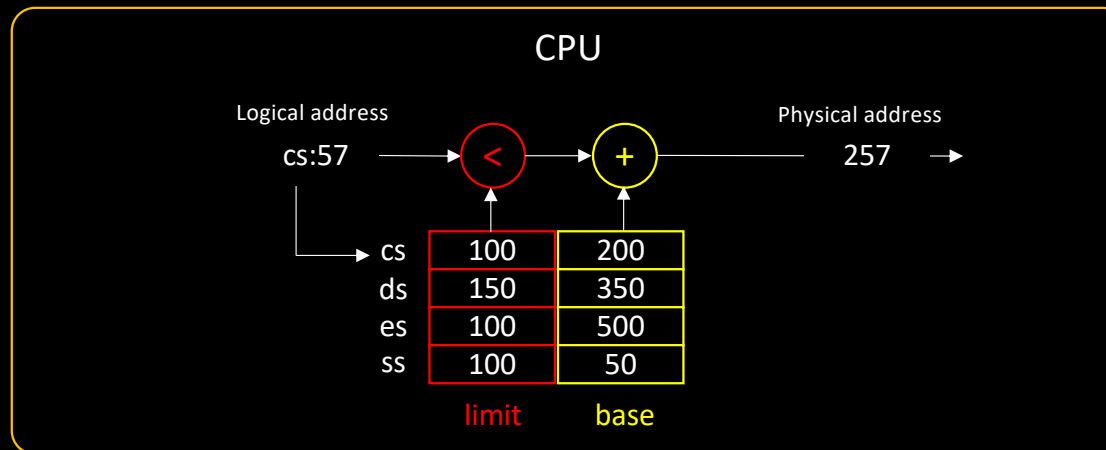 CPU
Logical address
Physical address
cs:57
<
+
257
cs 100 200
ds 150 350
es 100 500
ss 100 50
limit base